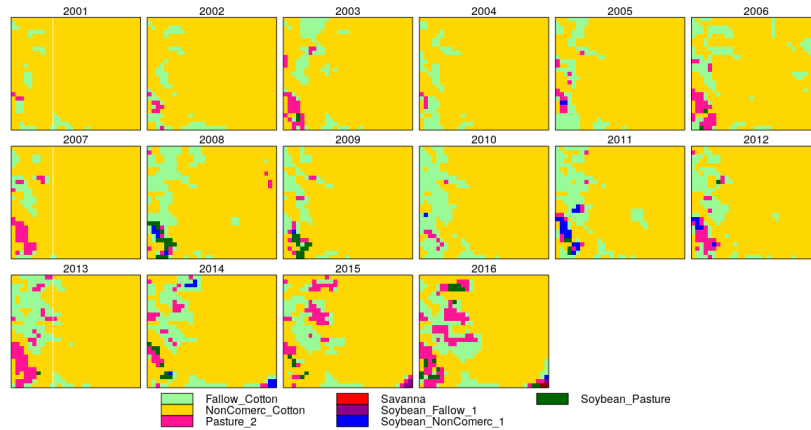 2001 2002 2003 2004 2005 2006
2007 2008 2009 2010 2011 2012
2013 2014 2015 2016
Fallow_Cotton Savanna Soybean_Pasture
NonComerc_Cotton Soybean_Fallow_1
Pasture_2 Soybean_NonComerc_1